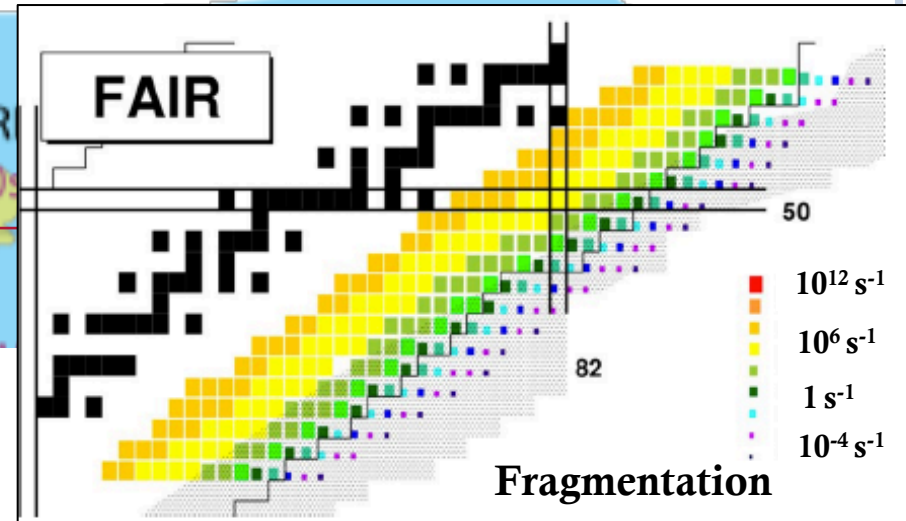 FAIR
50
82
10¹² s⁻¹
10⁶ s⁻¹
1 s⁻¹
10⁻⁴ s⁻¹
Fragmentation